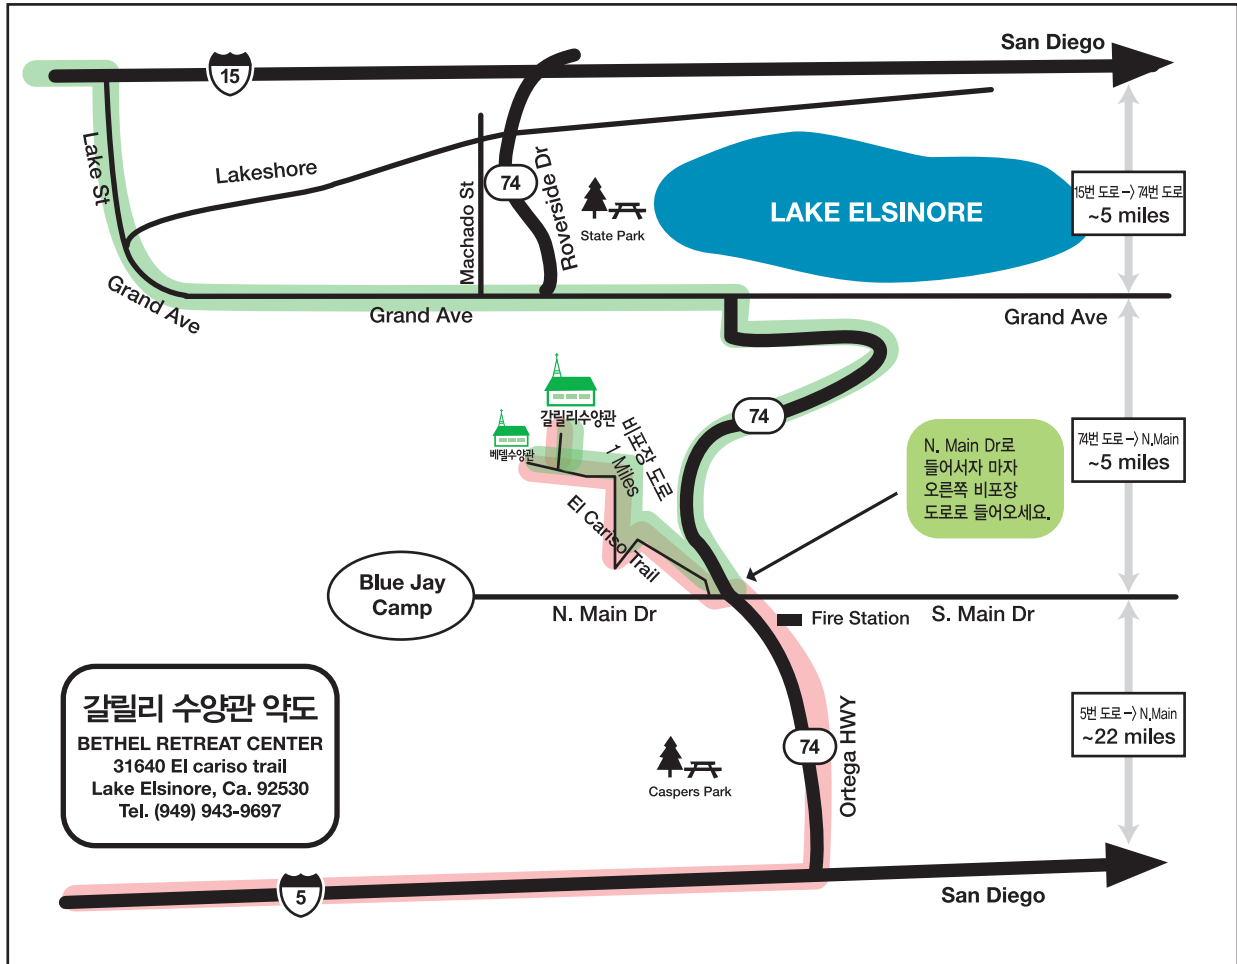 San Diego
15
Lake St
Lakeshore
Machado St
74
Roverside Dr
State Park
LAKE ELSINORE
15번 도로 -> 74번 도로
~5 miles
Grand Ave
Grand Ave
Grand Ave
갈릴리수양관
베델수양관
비포장 도로
1 Miles
El Cariso Trail
74
N. Main Dr로
들어서자 마자
오른쪽 비포장
도로로 들어오세요.
74번 도로 -> N.Main
~5 miles
Blue Jay
Camp
N. Main Dr
Fire Station
S. Main Dr
갈릴리 수양관 약도
BETHEL RETREAT CENTER
31640 El cariso trail
Lake Elsinore, Ca. 92530
Tel. (949) 943-9697
Caspers Park
74
Ortega HWY
5번 도로 -> N.Main
~22 miles
5
San Diego